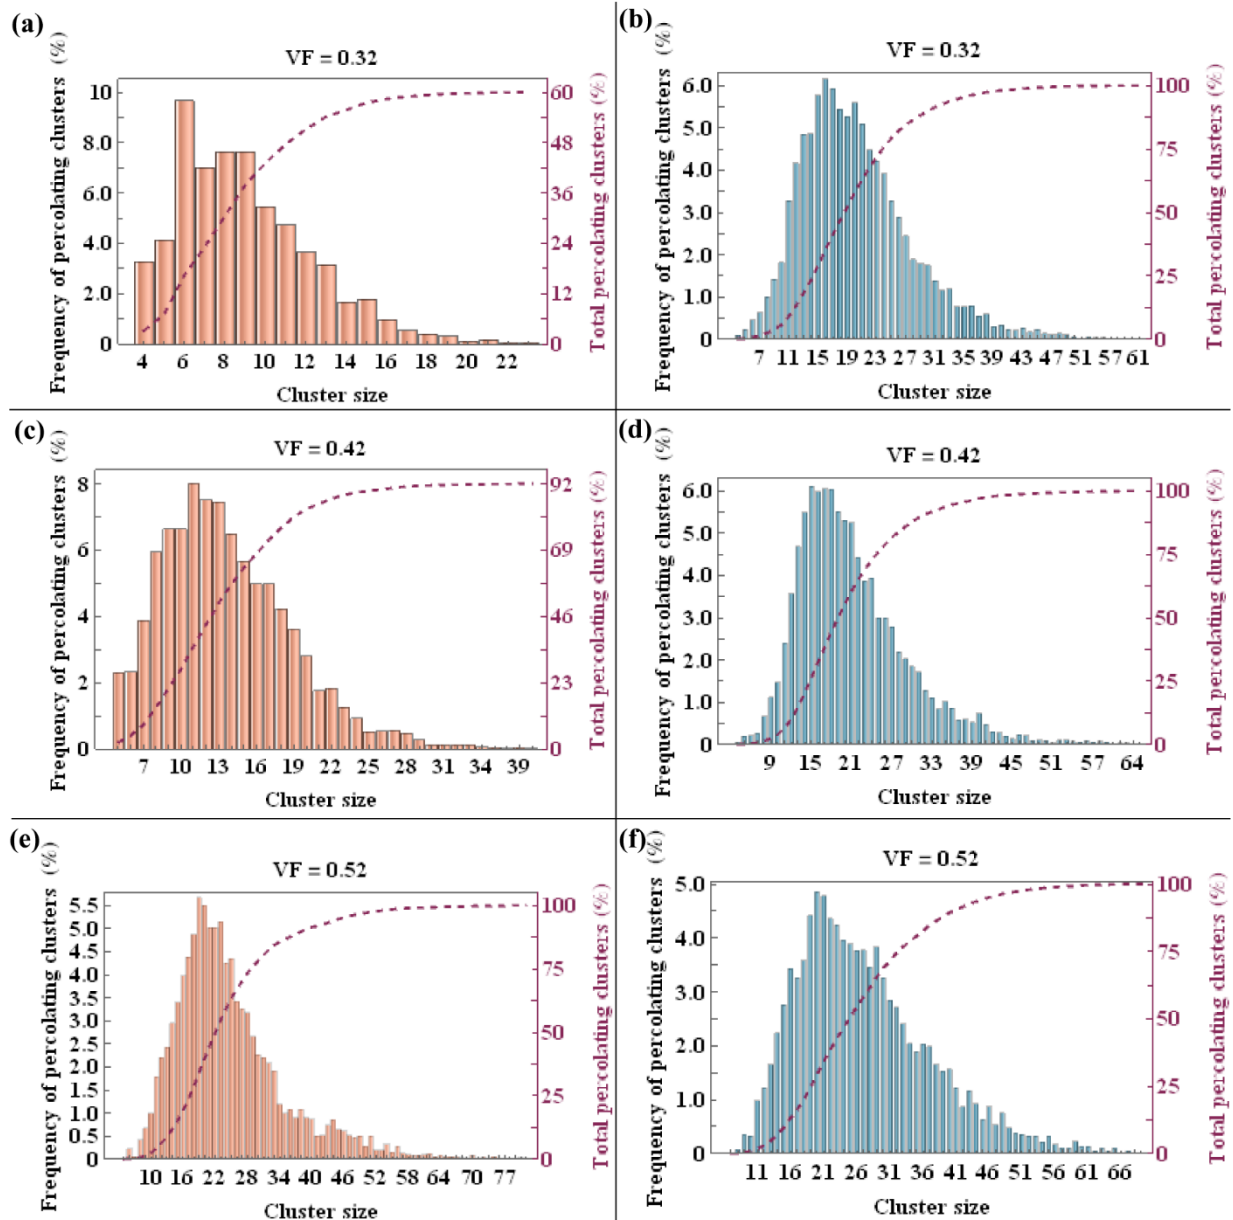 (a)
VF = 0.32
Frequency of percolating clusters (%)
10
8.0
6.0
4.0
2.0
0
60
48
36
24
12
0
Total percolating clusters (%)
4 6 8 10 12 14 16 18 20 22
Cluster size
(b)
VF = 0.32
Frequency of percolating clusters (%)
6.0
5.0
4.0
3.0
2.0
1.0
0
100
75
50
25
0
Total percolating clusters (%)
7 11 15 19 23 27 31 35 39 43 47 51 57 61
Cluster size
(c)
VF = 0.42
Frequency of percolating clusters (%)
8
6
4
2
0
92
69
46
23
0
Total percolating clusters (%)
7 10 13 16 19 22 25 28 31 34 39
Cluster size
(d)
VF = 0.42
Frequency of percolating clusters (%)
6.0
5.0
4.0
3.0
2.0
1.0
0
100
75
50
25
0
Total percolating clusters (%)
9 15 21 27 33 39 45 51 57 64
Cluster size
(e)
VF = 0.52
Frequency of percolating clusters (%)
5.5
5.0
4.5
4.0
3.5
3.0
2.5
2.0
1.5
1.0
0.5
0
100
75
50
25
0
Total percolating clusters (%)
10 16 22 28 34 40 46 52 58 64 70 77
Cluster size
(f)
VF = 0.52
Frequency of percolating clusters (%)
5.0
4.0
3.0
2.0
1.0
0
100
75
50
25
0
Total percolating clusters (%)
11 16 21 26 31 36 41 46 51 56 61 66
Cluster size